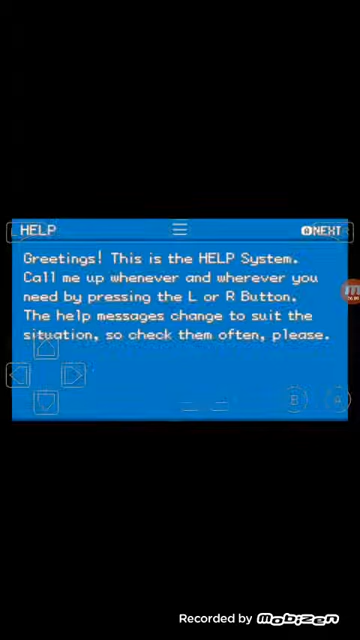 HELP
Ⓐ NEXT
Greetings! This is the HELP System.
Call me up whenever and wherever you
need by pressing the L or R Button.
The help messages change to suit the
situation, so check them often, please.
B
A
Recorded by mobizen